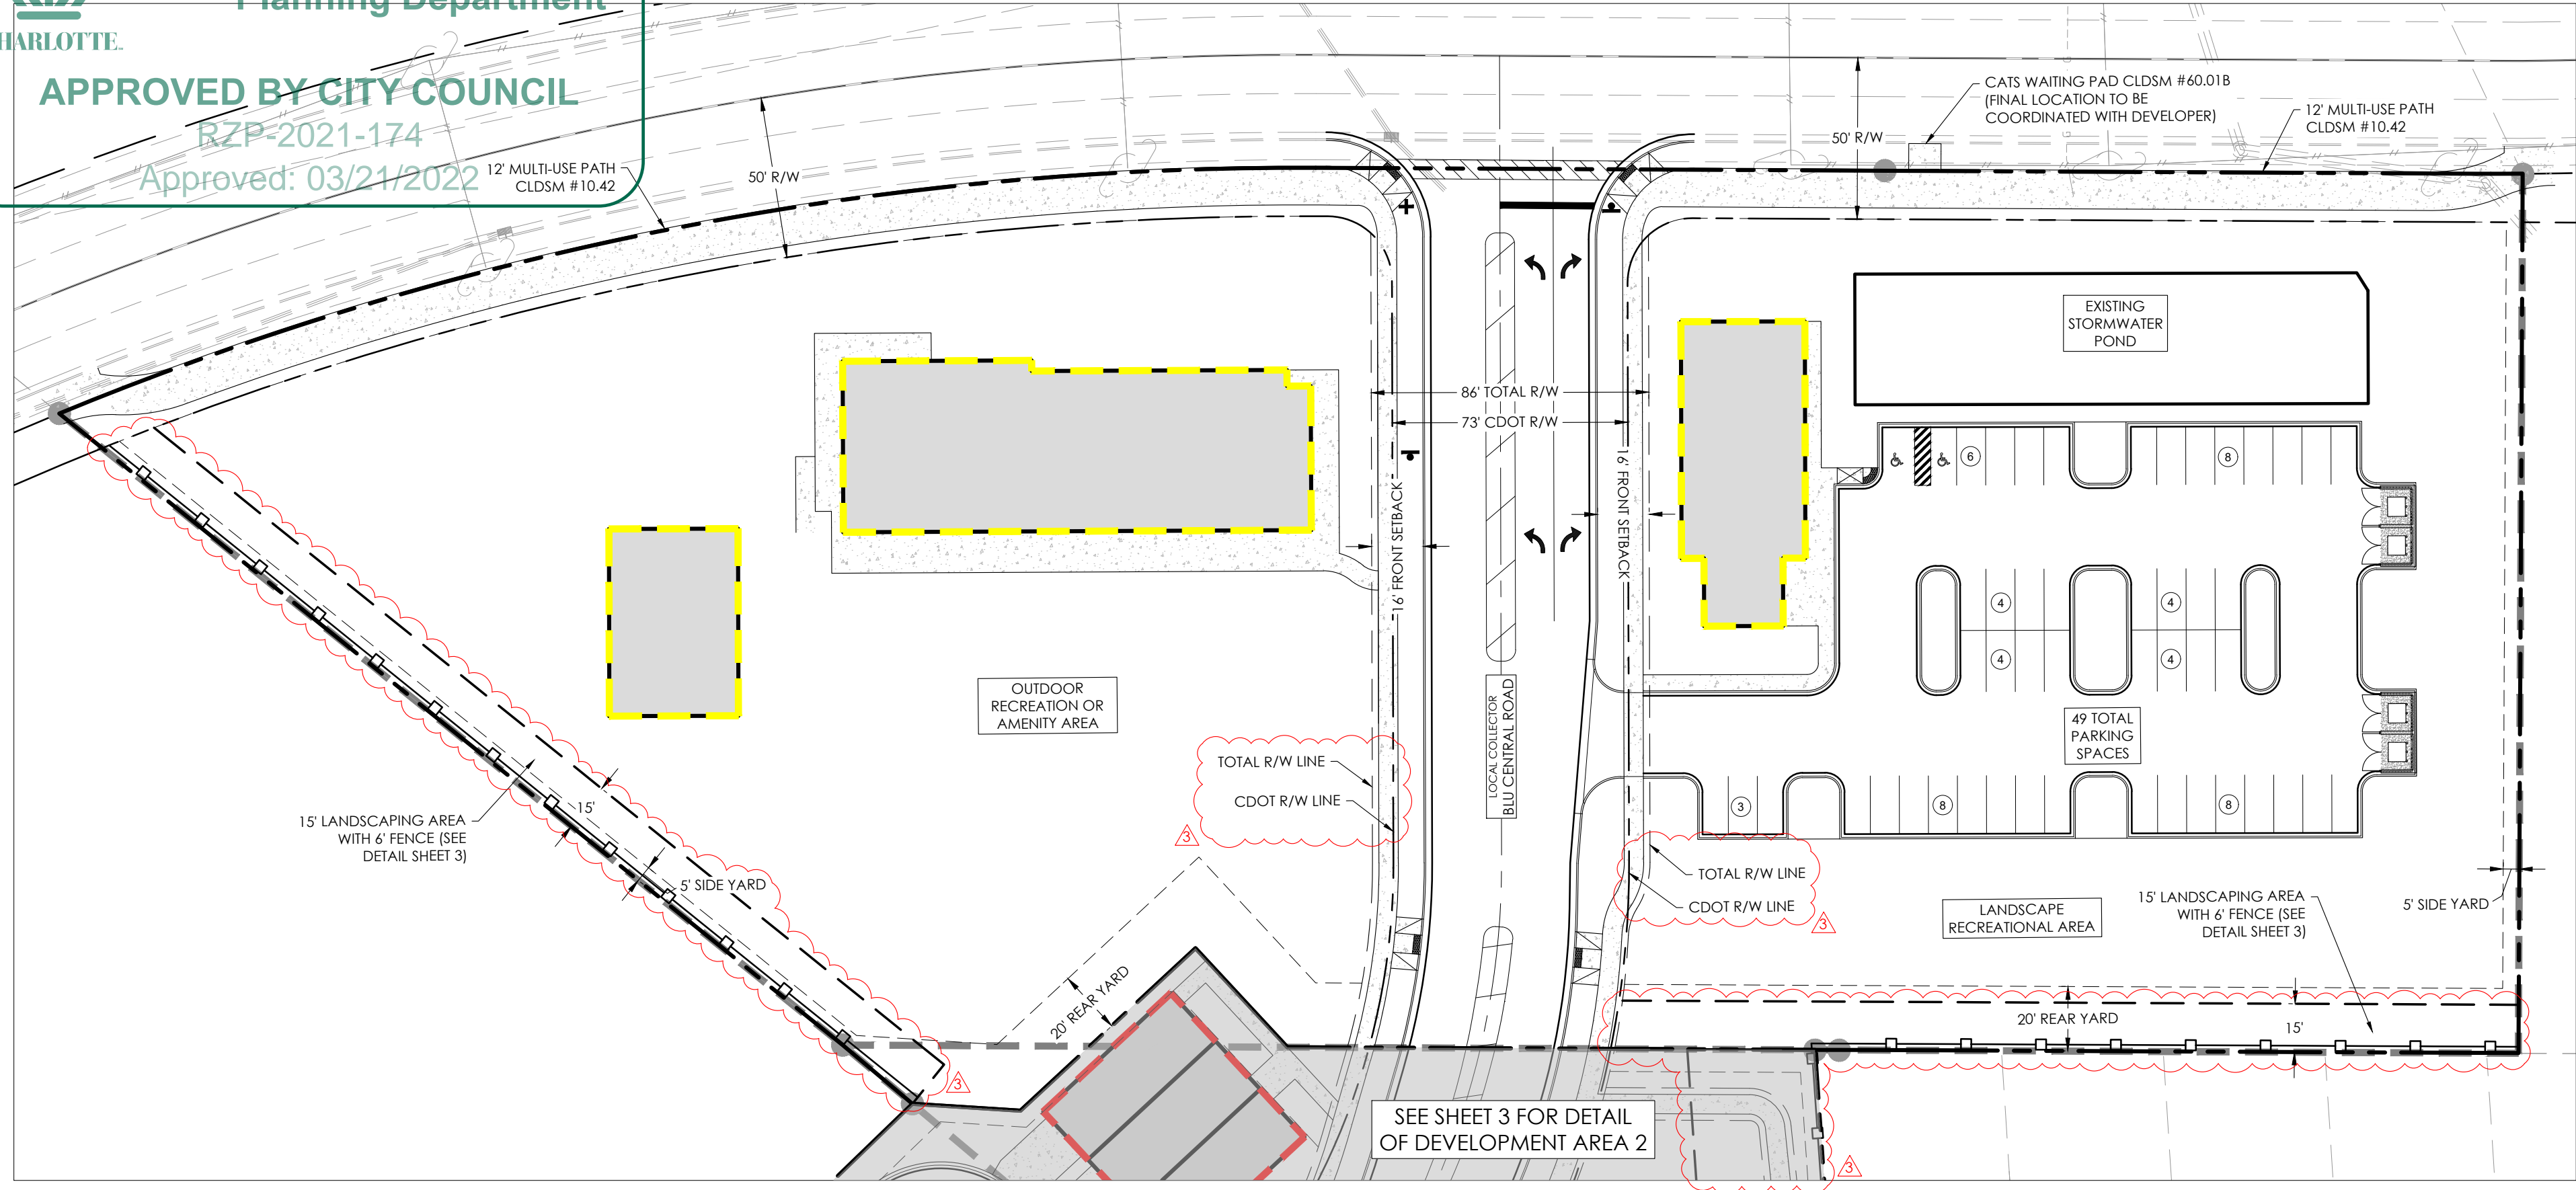 Planning Department
CHARLOTTE™
APPROVED BY CITY COUNCIL
RZP-2021-174
Approved: 03/21/2022
12' MULTI-USE PATH
CLDSM #10.42
50' R/W
50' R/W
CATS WAITING PAD CLDSM #60.01B
(FINAL LOCATION TO BE
COORDINATED WITH DEVELOPER)
12' MULTI-USE PATH
CLDSM #10.42
EXISTING
STORMWATER
POND
86' TOTAL R/W
73' CDOT R/W
16' FRONT SETBACK
16' FRONT SETBACK
6
8
4
4
4
4
OUTDOOR
RECREATION OR
AMENITY AREA
LOCAL COLLECTOR
BLU CENTRAL ROAD
49 TOTAL
PARKING
SPACES
3
8
8
TOTAL R/W LINE
CDOT R/W LINE
3
15' LANDSCAPING AREA
WITH 6' FENCE (SEE
DETAIL SHEET 3)
15'
5' SIDE YARD
TOTAL R/W LINE
CDOT R/W LINE
3
LANDSCAPE
RECREATIONAL AREA
15' LANDSCAPING AREA
WITH 6' FENCE (SEE
DETAIL SHEET 3)
5' SIDE YARD
20' REAR YARD
20' REAR YARD
15'
3
SEE SHEET 3 FOR DETAIL
OF DEVELOPMENT AREA 2
3